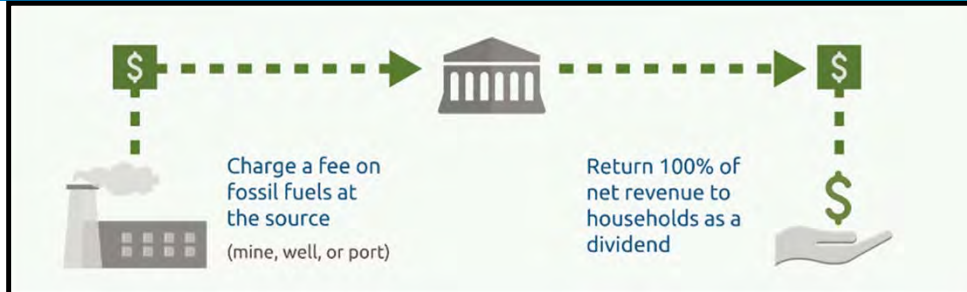 $
$
Charge a fee on
fossil fuels at
the source
(mine, well, or port)
Return 100% of
net revenue to
households as a
dividend
$